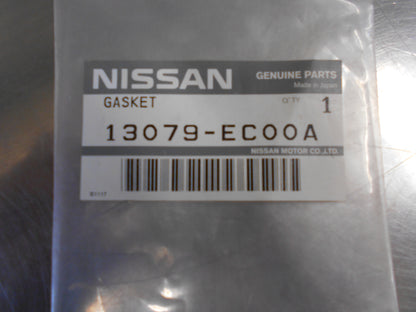 NISSAN
GENUINE PARTS
Made in Japan
GASKET
Q'TY 1
13079-EC00A
NISSAN MOTOR CO.,LTD.